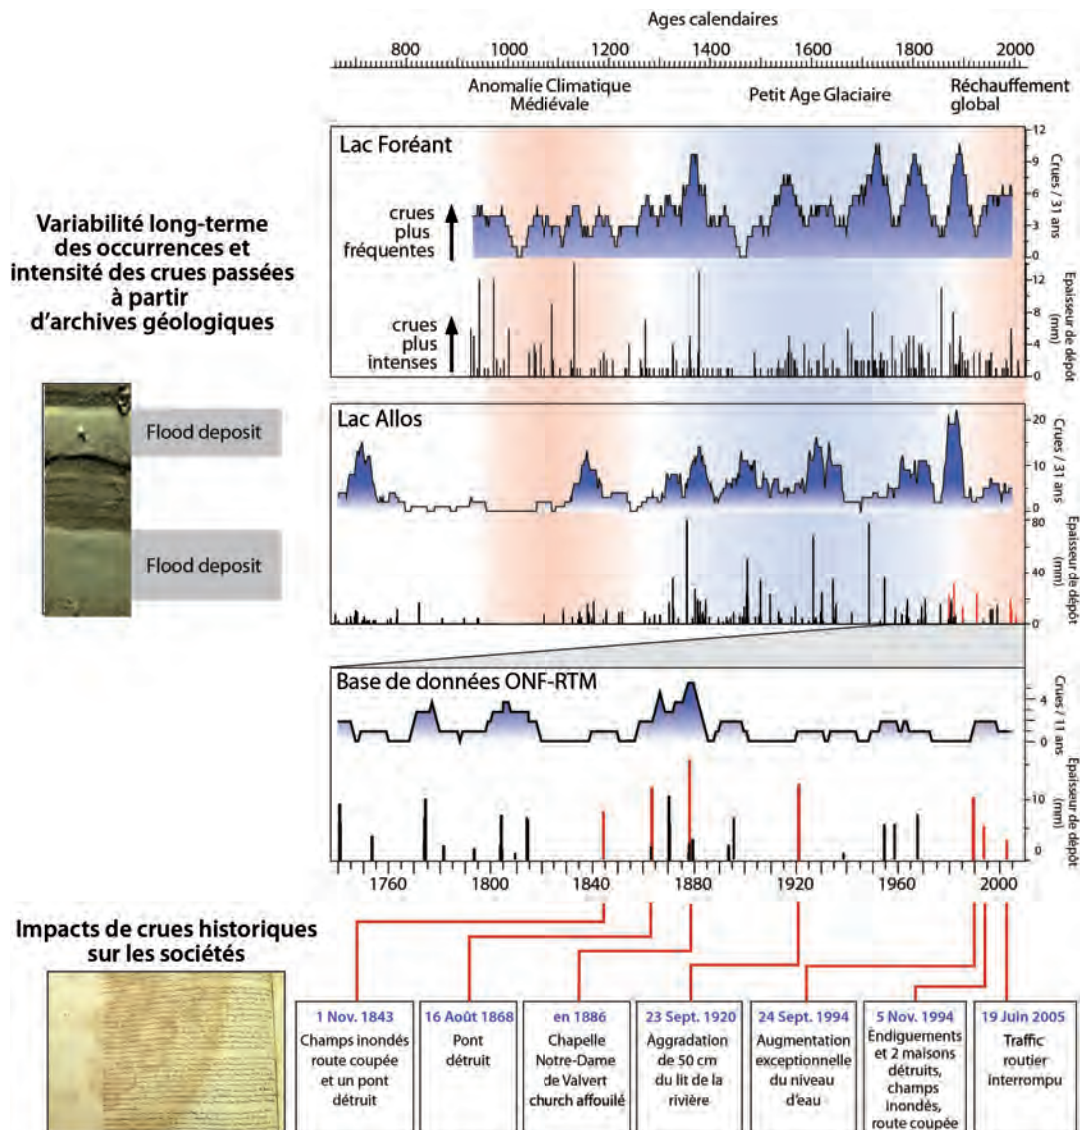 Ages calendaires
800 1000 1200 1400 1600 1800 2000
Anomalie Climatique
Médiévale
Petit Age Glaciaire
Réchauffement
global
Variabilité long-terme
des occurrences et
intensité des crues passées
à partir
d'archives géologiques
Flood deposit
Flood deposit
Lac Foréant
crues
plus
fréquentes
12
9
6
3
0
Crues / 31 ans
crues
plus
intenses
12
8
4
0
Epaisseur de dépôt
(mm)
Lac Allos
20
10
0
Crues / 31 ans
80
40
0
Epaisseur de dépôt
(mm)
Base de données ONF-RTM
4
0
Crues / 11 ans
10
0
Epaisseur de dépôt
(mm)
1760 1800 1840 1880 1920 1960 2000
Impacts de crues historiques
sur les sociétés
1 Nov. 1843
Champs inondés
route coupée
et un pont
détruit
16 Août 1868
Pont
détruit
en 1886
Chapelle
Notre-Dame
de Valvert
church affouilé
23 Sept. 1920
Aggradation
de 50 cm
du lit de la
rivière
24 Sept. 1994
Augmentation
exceptionnelle
du niveau
d'eau
5 Nov. 1994
Endiguements
et 2 maisons
détruits,
champs
inondés,
route coupée
19 Juin 2005
Traffic
routier
interrompu